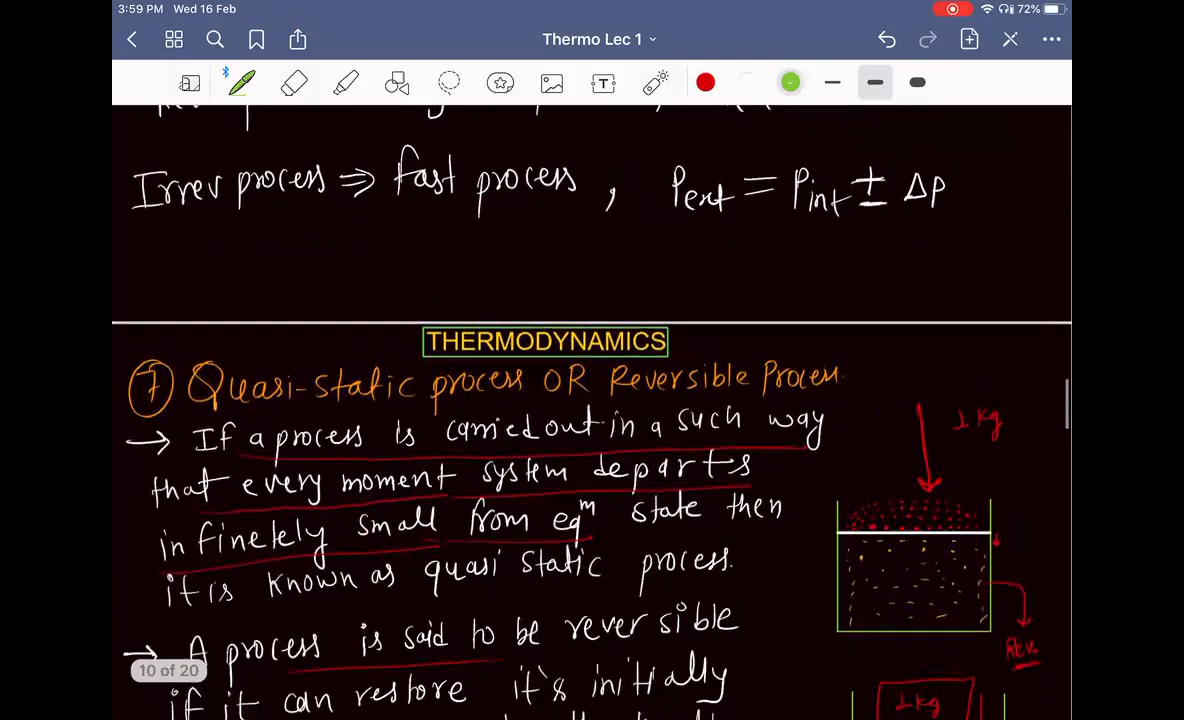 3:59 PM Wed 16 Feb
72%
Thermo Lec 1
T
Irrev process ⇒ fast process , Pext = Pint ± ΔP
THERMODYNAMICS
7 Quasi-static process OR Reversible Process
→ If a process is carried out in a such way
that every moment system departs
infinetely small from eqm state then
it is known as quasi static process.
→ A process is said to be reversible
if it can restore it's initially
1 kg
Rev.
1 kg
10 of 20